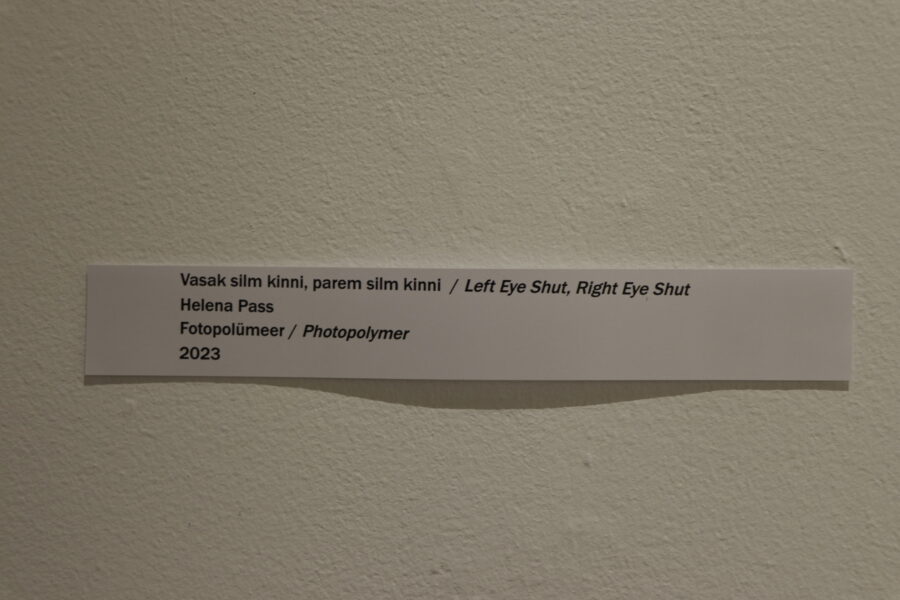 Vasak silm kinni, parem silm kinni / Left Eye Shut, Right Eye Shut
Helena Pass
Fotopolümeer / Photopolymer
2023